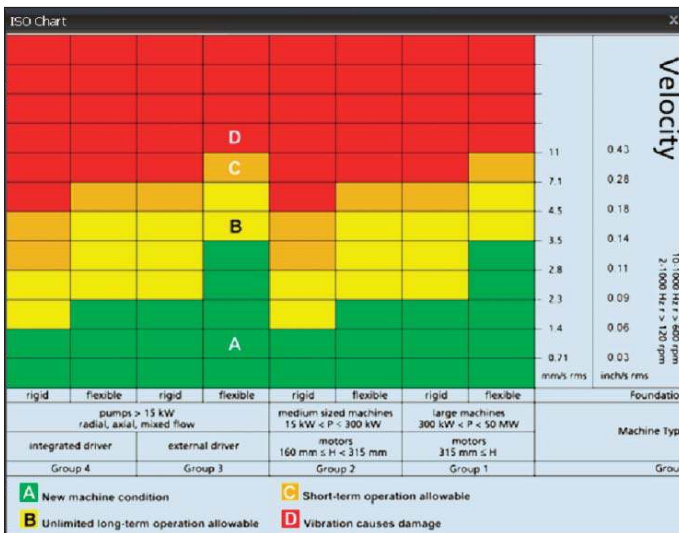 ISO Chart
X
D
C
B
A
Velocity
10-1000 Hz r > 600 rpm
2-1000 Hz r > 120 rpm
11 0.43
7.1 0.28
4.5 0.18
3.5 0.14
2.8 0.11
2.3 0.09
1.4 0.06
0.71 0.03
mm/s rms inch/s rms
rigid flexible rigid flexible rigid flexible rigid flexible Foundatio
pumps > 15 kW
radial, axial, mixed flow
medium sized machines
15 kW < P ≤ 300 kW
large machines
300 kW < P < 50 MW
Machine Typ
integrated driver external driver
motors
160 mm ≤ H < 315 mm
motors
315 mm ≤ H
Group 4 Group 3 Group 2 Group 1 Grou
A New machine condition
C Short-term operation allowable
B Unlimited long-term operation allowable
D Vibration causes damage